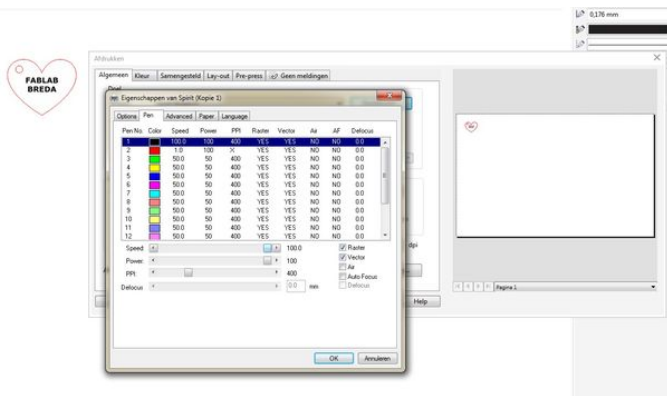 0,176 mm
FABLAB
BREDA
Afdrukken
Algemeen Kleur Samengesteld Lay-out Pre-press Geen meldingen
Doel
Eigenschappen van Spirit (Kopie 1)
Options Pen Advanced Paper Language
Pen No. Color Speed Power PPI Raster Vector Air AF Defocus
1 100.0 100 400 YES YES NO NO 0.0
2 1.0 100 X YES YES NO NO 0.0
3 50.0 50 400 YES YES NO NO 0.0
4 50.0 50 400 YES YES NO NO 0.0
5 50.0 50 400 YES YES NO NO 0.0
6 50.0 50 400 YES YES NO NO 0.0
7 50.0 50 400 YES YES NO NO 0.0
8 50.0 50 400 YES YES NO NO 0.0
9 50.0 50 400 YES YES NO NO 0.0
10 50.0 50 400 YES YES NO NO 0.0
11 50.0 50 400 YES YES NO NO 0.0
12 50.0 50 400 YES YES NO NO 0.0
Speed 100.0 Raster
Power: 100 Vector
Air
PPI: 400 Auto Focus
Defocus 0.0 mm Defocus
dpi
Pagina 1
Help
OK Annuleren